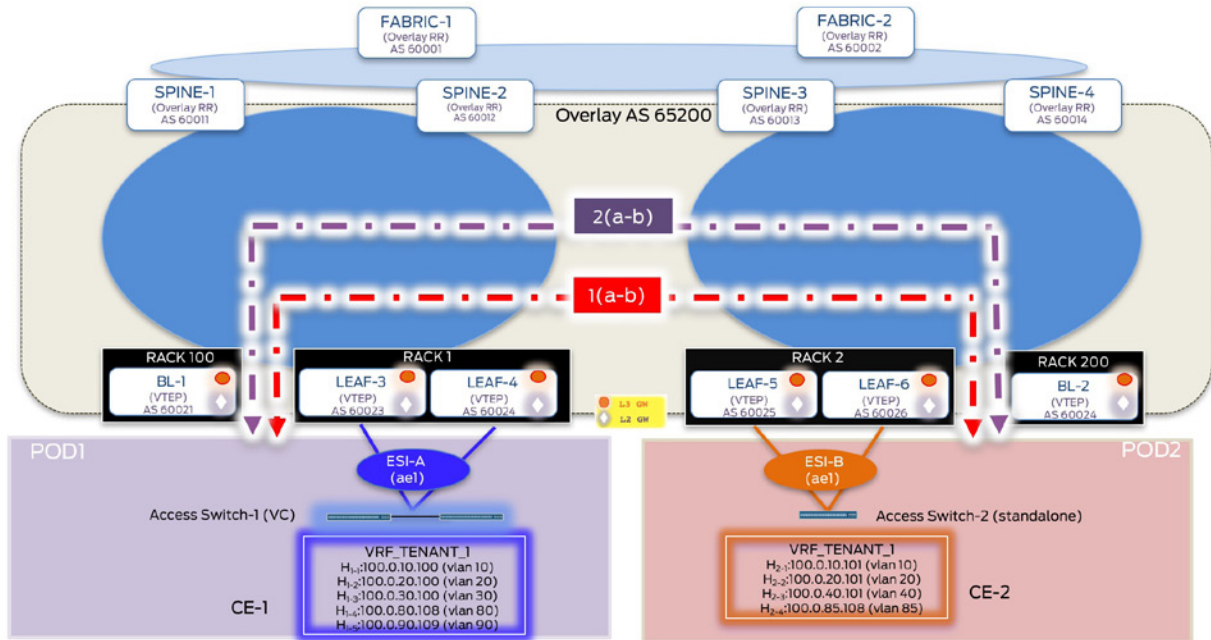 FABRIC-1
(Overlay RR)
AS 60001
FABRIC-2
(Overlay RR)
AS 60002
SPINE-1
(Overlay RR)
AS 60011
SPINE-2
(Overlay RR)
AS 60012
SPINE-3
(Overlay RR)
AS 60013
SPINE-4
(Overlay RR)
AS 60014
Overlay AS 65200
2(a-b)
1(a-b)
RACK 100
BL-1
(VTEP)
AS 60021
RACK 1
LEAF-3
(VTEP)
AS 60023
LEAF-4
(VTEP)
AS 60024
L3 GW
L2 GW
RACK 2
LEAF-5
(VTEP)
AS 60025
LEAF-6
(VTEP)
AS 60026
RACK 200
BL-2
(VTEP)
AS 60024
POD1
ESI-A
(ae1)
Access Switch-1 (VC)
VRF_TENANT_1
H1-1:100.0.10.100 (vlan 10)
H1-2:100.0.20.100 (vlan 20)
H1-3:100.0.30.100 (vlan 30)
H1-4:100.0.80.108 (vlan 80)
:100.0.90.109 (vlan 90)
CE-1
POD2
ESI-B
(ae1)
Access Switch-2 (standalone)
VRF_TENANT_1
H2-1:100.0.10.101 (vlan 10)
H2-2:100.0.20.101 (vlan 20)
H2-3:100.0.40.101 (vlan 40)
H2-4:100.0.85.108 (vlan 85)
CE-2